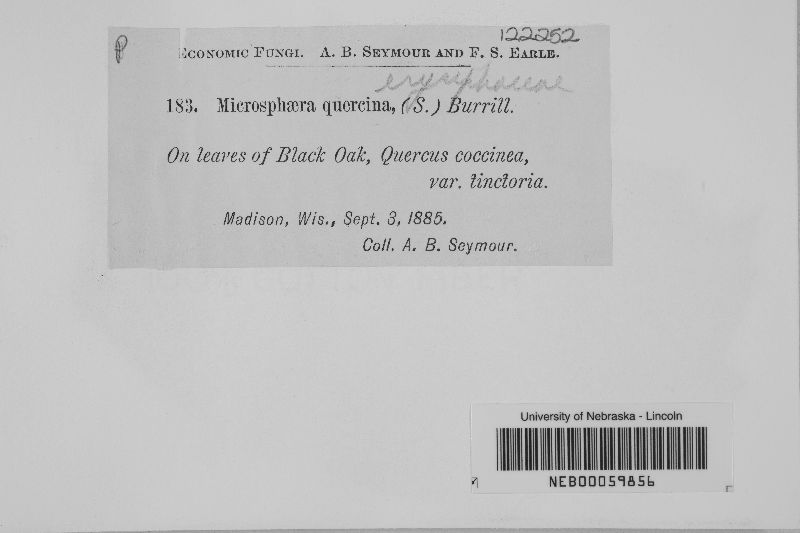 P
122252
Economic Fungi. A. B. Seymour and F. S. Earle.
erysiphaceae
183. Microsphæra quercina, (S.) Burrill.
On leaves of Black Oak, Quercus coccinea,
var. tinctoria.
Madison, Wis., Sept. 3, 1885.
Coll. A. B. Seymour.
University of Nebraska - Lincoln
NEB00059856